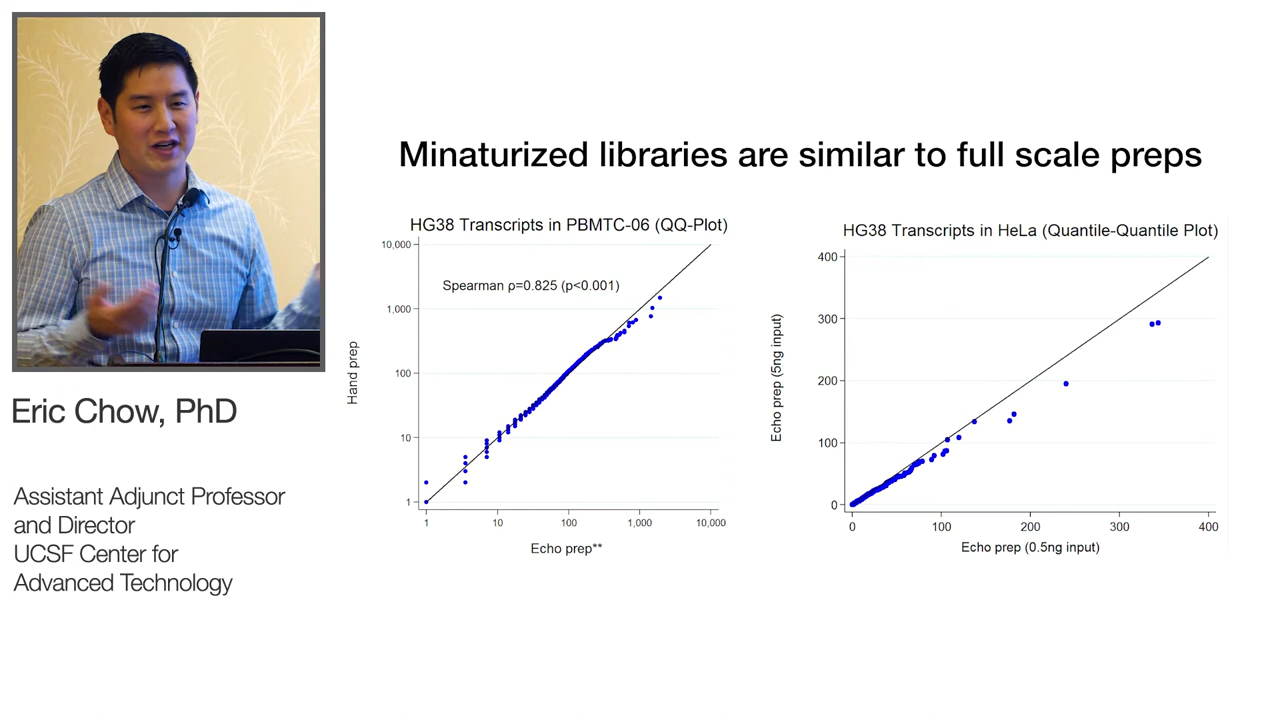 Minaturized libraries are similar to full scale preps
HG38 Transcripts in PBMTC-06 (QQ-Plot)
10,000
1,000
100
10
1
Spearman ρ=0.825 (p<0.001)
Hand prep
1
10
100
1,000
10,000
Echo prep**
HG38 Transcripts in HeLa (Quantile-Quantile Plot)
400
300
200
100
0
Echo prep (5ng input)
0
100
200
300
400
Echo prep (0.5ng input)
Eric Chow, PhD
Assistant Adjunct Professor
and Director
UCSF Center for
Advanced Technology